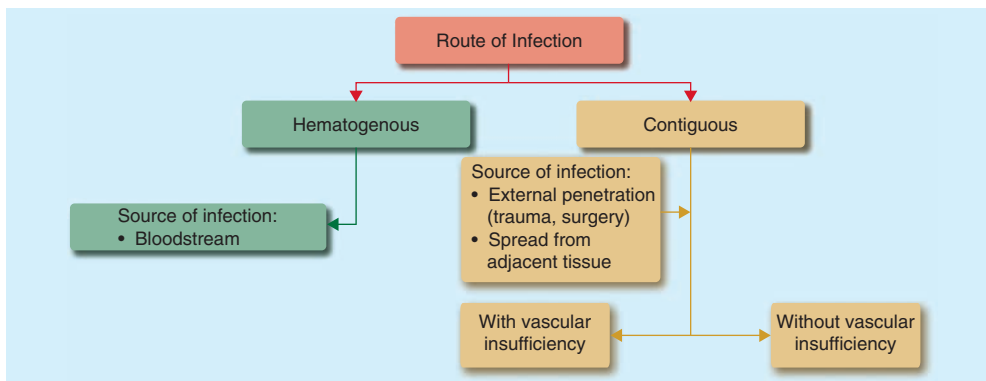 Route of Infection
Hematogenous
Contiguous
Source of infection:
• Bloodstream
Source of infection:
• External penetration
(trauma, surgery)
• Spread from
adjacent tissue
With vascular
insufficiency
Without vascular
insufficiency